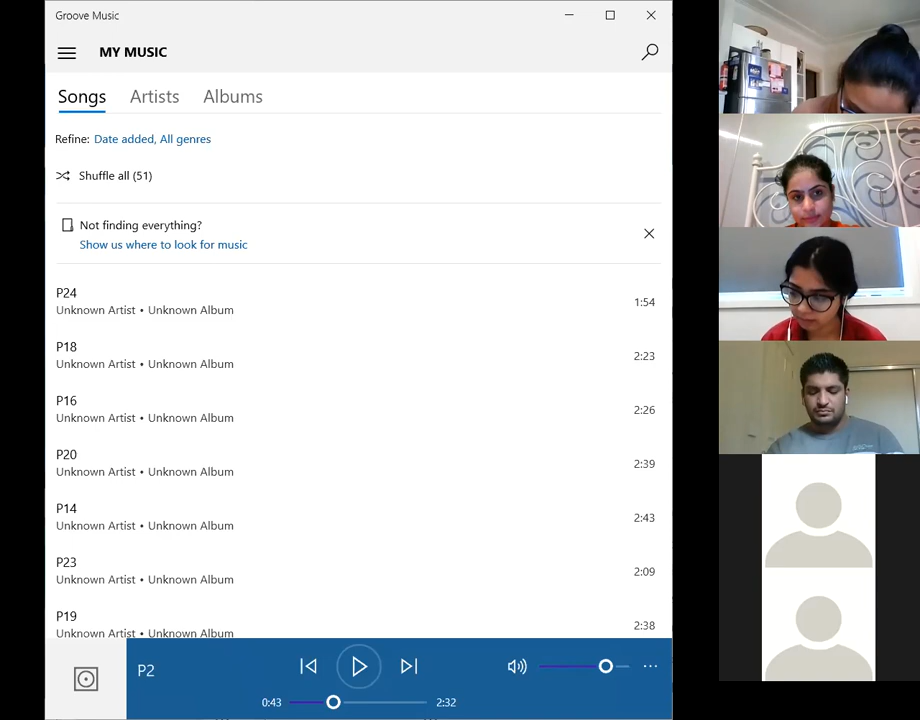 Groove Music
MY MUSIC
Songs Artists Albums
Refine: Date added, All genres
Shuffle all (51)
Not finding everything?
Show us where to look for music
P24
Unknown Artist • Unknown Album
1:54
P18
Unknown Artist • Unknown Album
2:23
P16
Unknown Artist • Unknown Album
2:26
P20
Unknown Artist • Unknown Album
2:39
P14
Unknown Artist • Unknown Album
2:43
P23
Unknown Artist • Unknown Album
2:09
P19
Unknown Artist • Unknown Album
2:38
P2
0:43
2:32